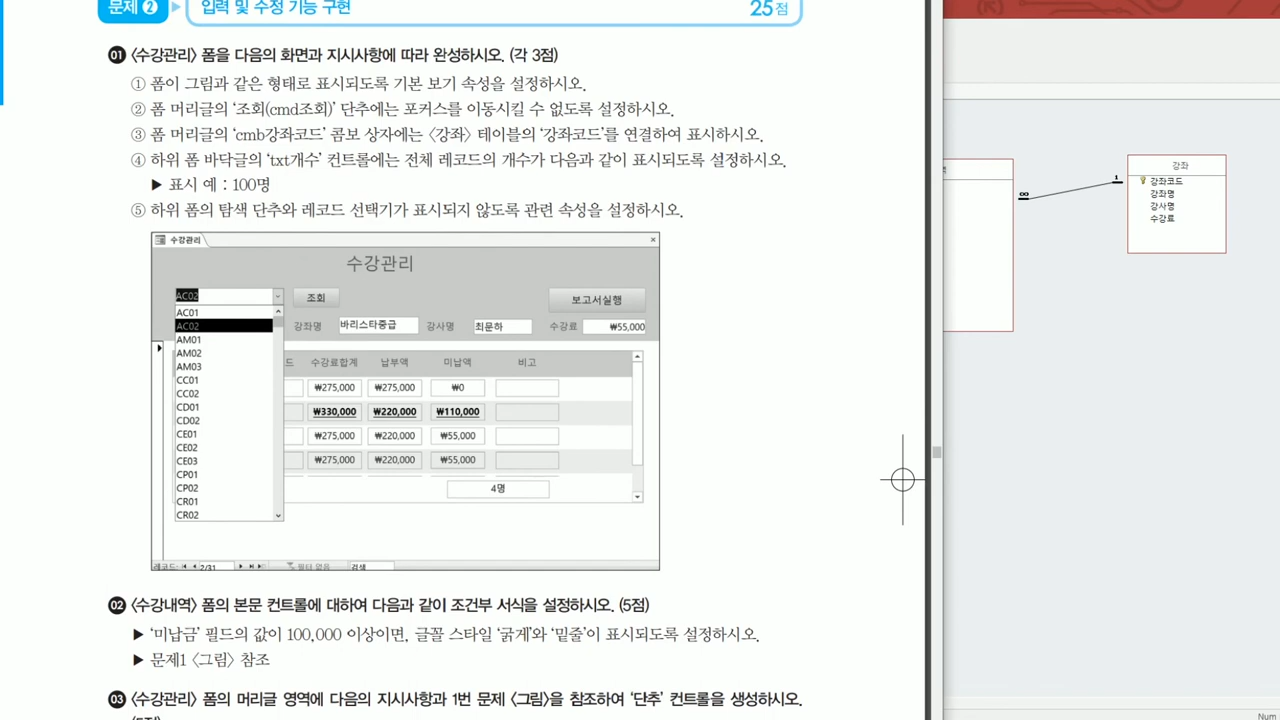 문제 2 입력 및 수정 기능 구현 25점
01 〈수강관리〉 폼을 다음의 화면과 지시사항에 따라 완성하시오. (각 3점)
① 폼이 그림과 같은 형태로 표시되도록 기본 보기 속성을 설정하시오.
② 폼 머리글의 ‘조회(cmd조회)’ 단추에는 포커스를 이동시킬 수 없도록 설정하시오.
③ 폼 머리글의 ‘cmb강좌코드’ 콤보 상자에는 〈강좌〉 테이블의 ‘강좌코드’를 연결하여 표시하시오.
④ 하위 폼 바닥글의 ‘txt개수’ 컨트롤에는 전체 레코드의 개수가 다음과 같이 표시되도록 설정하시오.
▶ 표시 예 : 100명
⑤ 하위 폼의 탐색 단추와 레코드 선택기가 표시되지 않도록 관련 속성을 설정하시오.
수강관리 ×
수강관리
AC02 조회 보고서실행
AC01
AC02 강좌명 바리스타중급 강사명 최문하 수강료 ₩55,000
AM01
AM02
AM03 드 수강료합계 납부액 미납액 비고
CC01 ₩275,000 ₩275,000 ₩0
CC02
CD01 ₩330,000 ₩220,000 ₩110,000
CD02
CE01 ₩275,000 ₩220,000 ₩55,000
CE02
CE03 ₩275,000 ₩220,000 ₩55,000
CP01
CP02 4명
CR01
CR02
레코드: 2/31 필터 없음 검색
02 〈수강내역〉 폼의 본문 컨트롤에 대하여 다음과 같이 조건부 서식을 설정하시오. (5점)
▶ ‘미납금’ 필드의 값이 100,000 이상이면, 글꼴 스타일 ‘굵게’와 ‘밑줄’이 표시되도록 설정하시오.
▶ 문제1 〈그림〉 참조
03 〈수강관리〉 폼의 머리글 영역에 다음의 지시사항과 1번 문제 〈그림〉을 참조하여 ‘단추’ 컨트롤을 생성하시오.
강좌
∞ 1
강좌코드
강좌명
강사명
수강료
Num